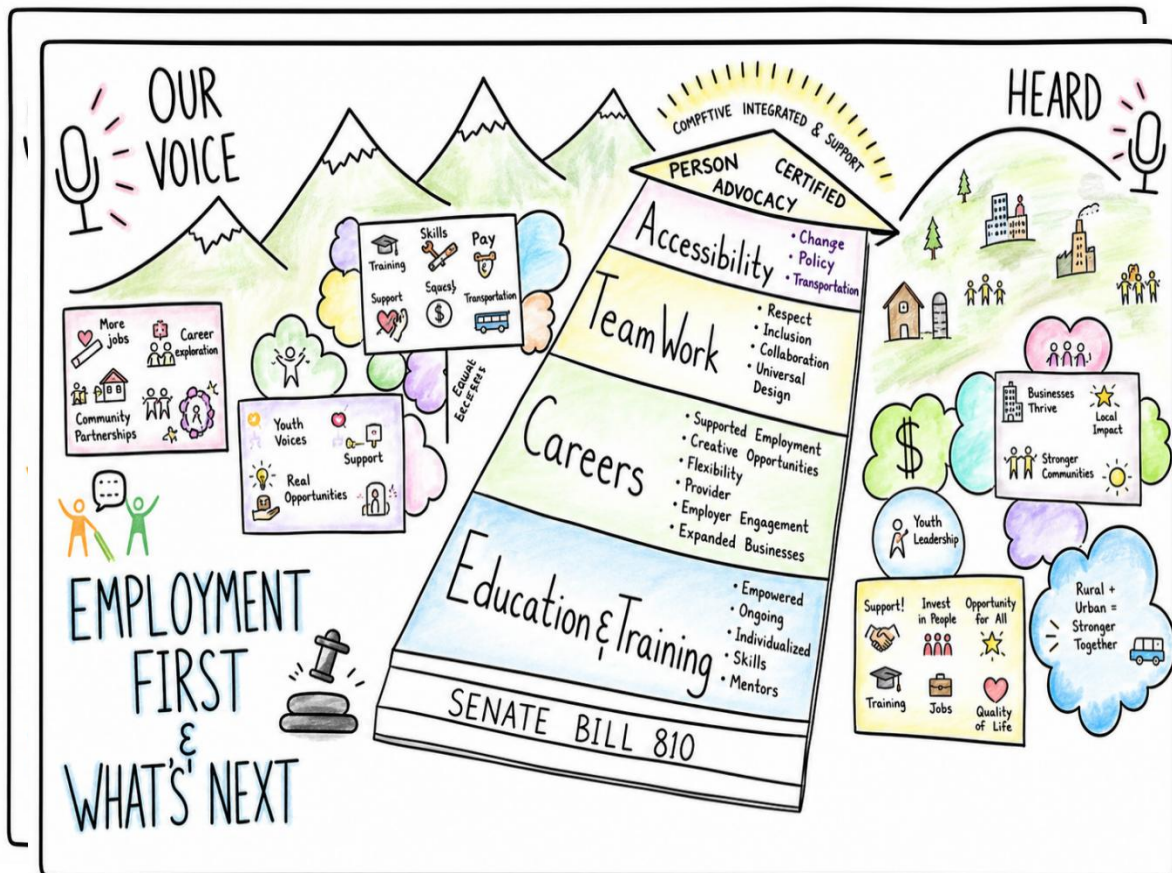 OUR
VOICE
HEARD
COMPFTIVE INTEGRATED & SUPPORT
PERSON
CERTIFIED
ADVOCACY
Accessibility
• Change
• Policy
• Transportation
TeamWork
• Respect
• Inclusion
• Collaboration
• Universal
Design
Careers
• Supported Employment
• Creative Opportunities
• Flexibility
• Provider
• Employer Engagement
• Expanded Businesses
Education & Training
• Empowered
• Ongoing
• Individualized
• Skills
• Mentors
SENATE BILL 810
Training
Skills
Pay
Support
Transportation
More
jobs
Career
exploration
Community
Partnerships
Youth
Voices
Support
Real
Opportunities
EMPLOYMENT
FIRST
&
WHAT'S NEXT
Businesses
Thrive
Local
Impact
Stronger
Communities
$
Youth
Leadership
Support!
Invest
in People
Opportunity
for All
Training
Jobs
Quality
of Life
Rural +
Urban =
Stronger
Together